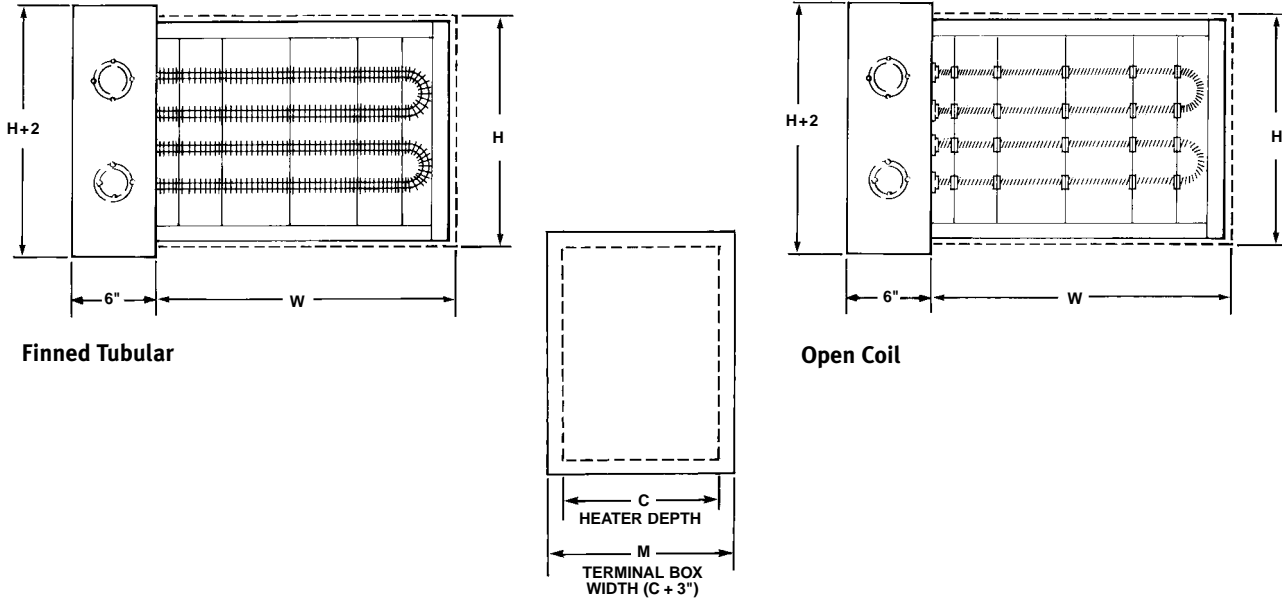 H+2
H
6"
W
Finned Tubular
H+2
H
6"
W
Open Coil
C
HEATER DEPTH
M
TERMINAL BOX
WIDTH (C + 3")